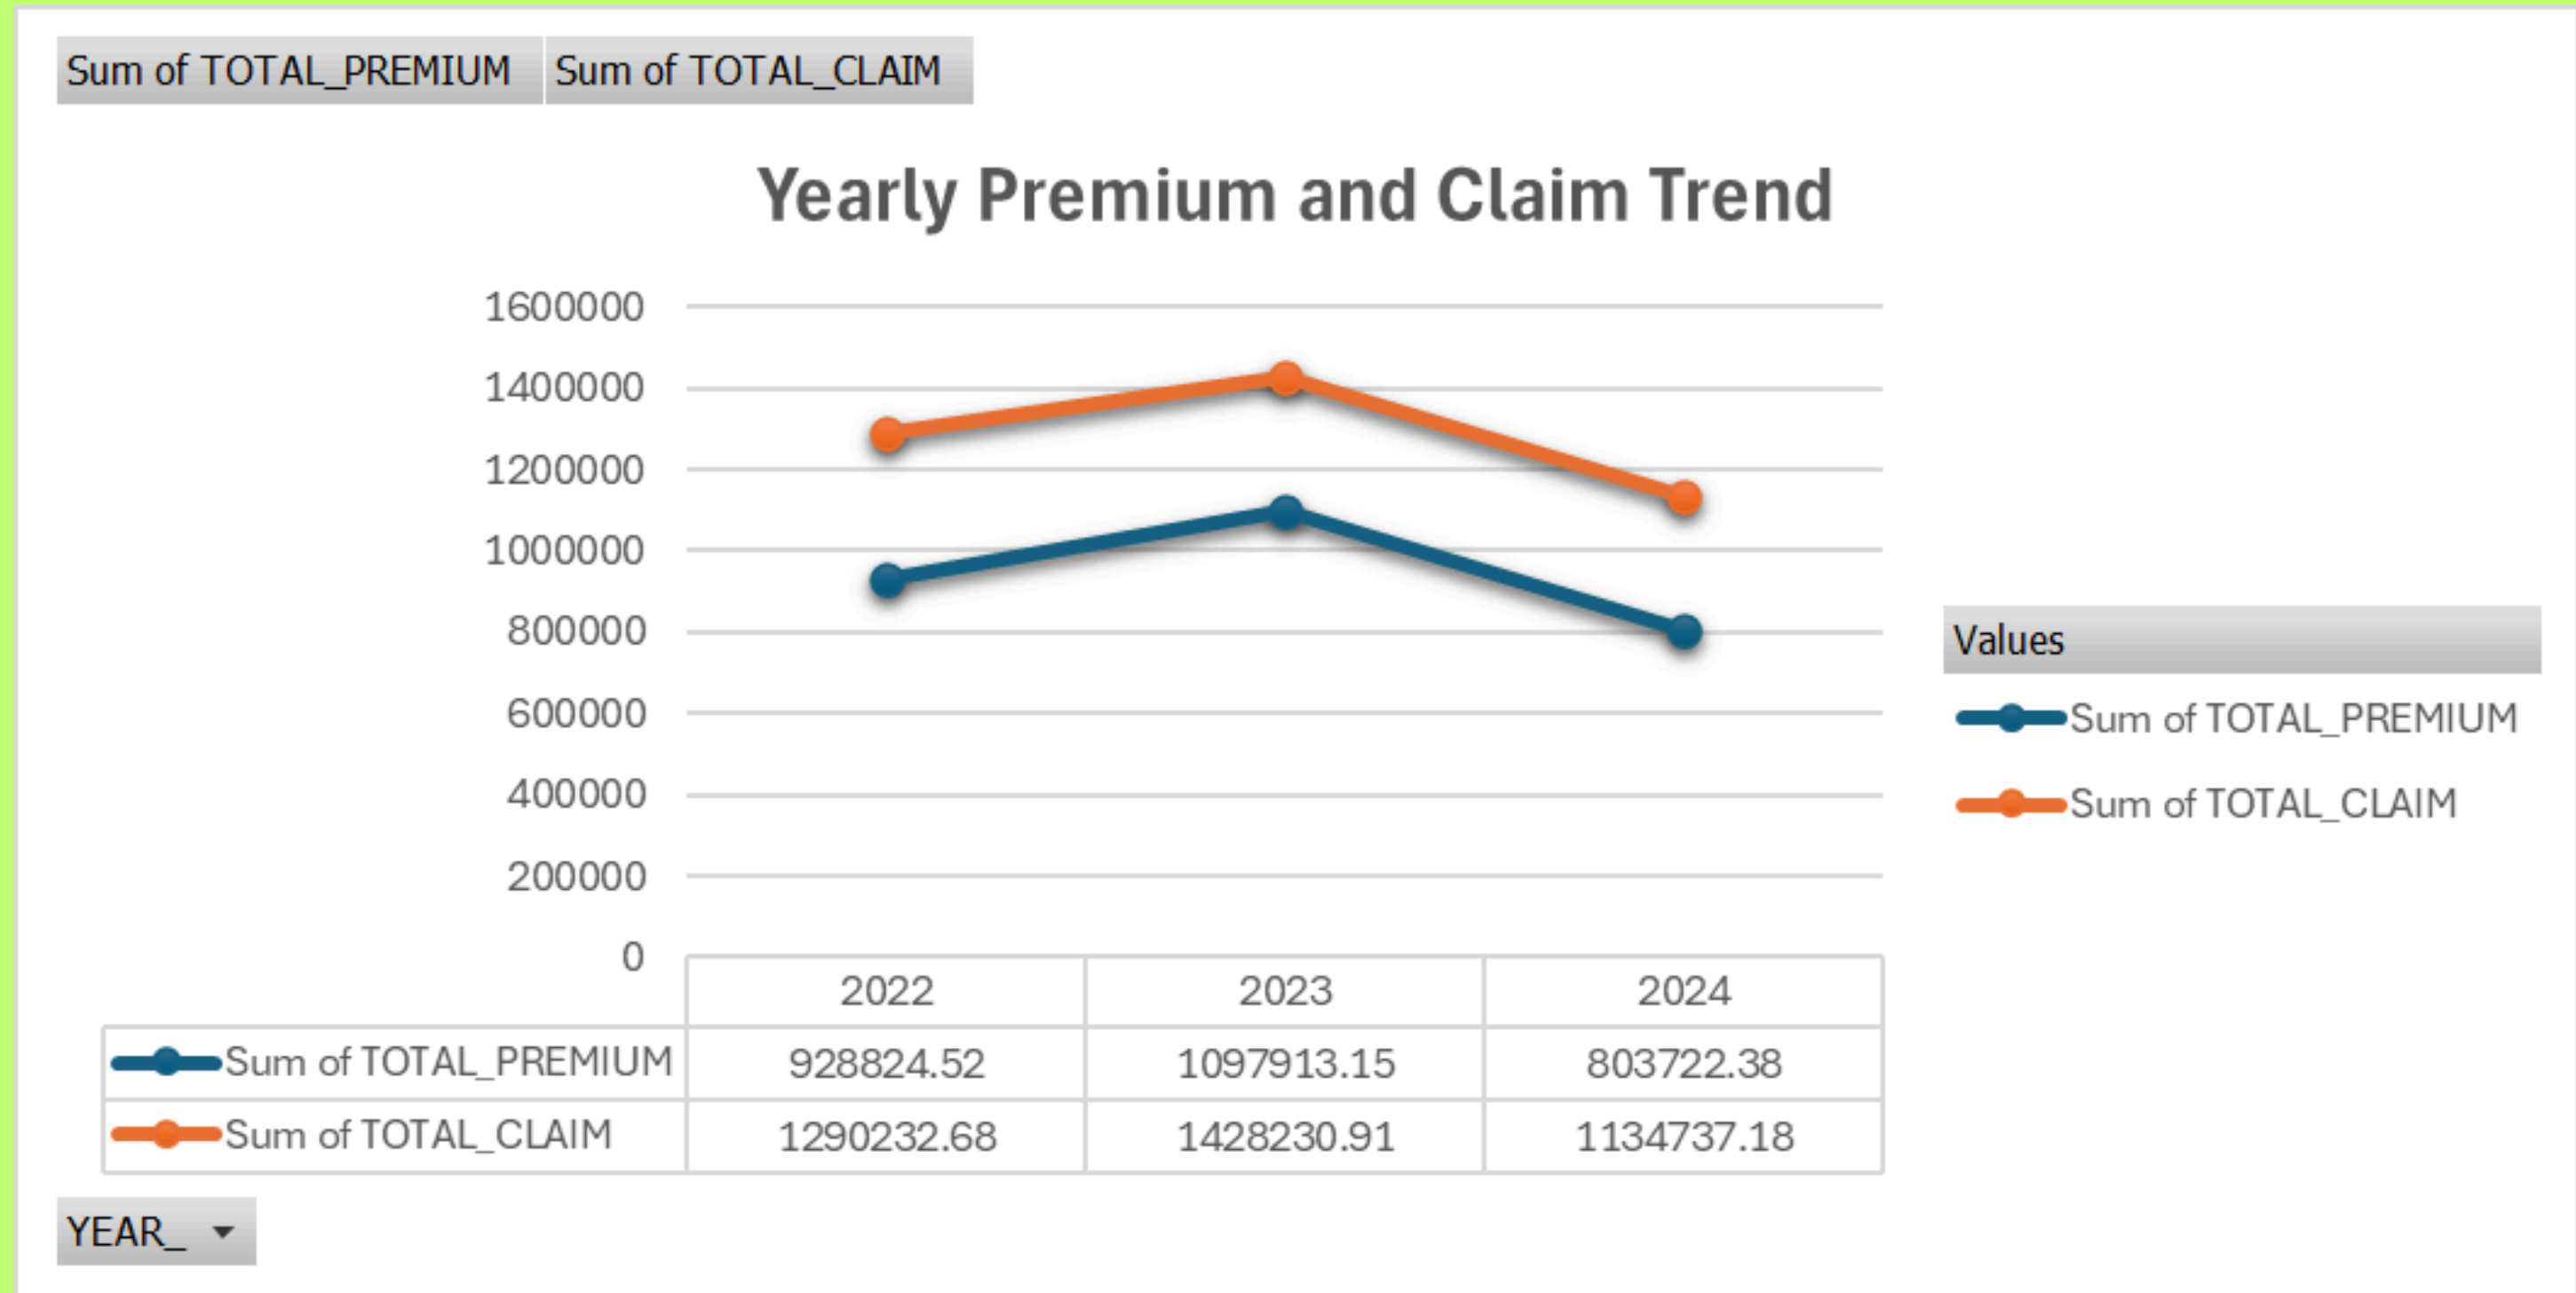 Sum of TOTAL_PREMIUM Sum of TOTAL_CLAIM
Yearly Premium and Claim Trend
1600000
1400000
1200000
1000000
800000
600000
400000
200000
0
2022 2023 2024
Sum of TOTAL_PREMIUM 928824.52 1097913.15 803722.38
Sum of TOTAL_CLAIM 1290232.68 1428230.91 1134737.18
Values
Sum of TOTAL_PREMIUM
Sum of TOTAL_CLAIM
YEAR_